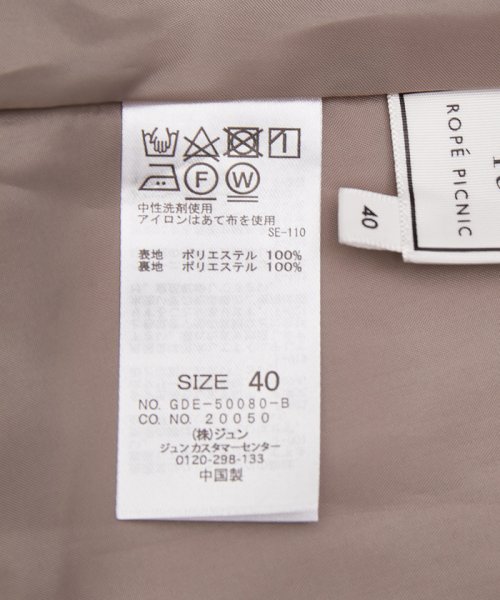 F W
中性洗剤使用
アイロンはあて布を使用
SE-110
表地 ポリエステル 100%
裏地 ポリエステル 100%
SIZE 40
NO. GDE-50080-B
CO. NO. 20050
(株)ジュン
ジュンカスタマーセンター
0120-298-133
中国製
40
ROPÉ PICNIC